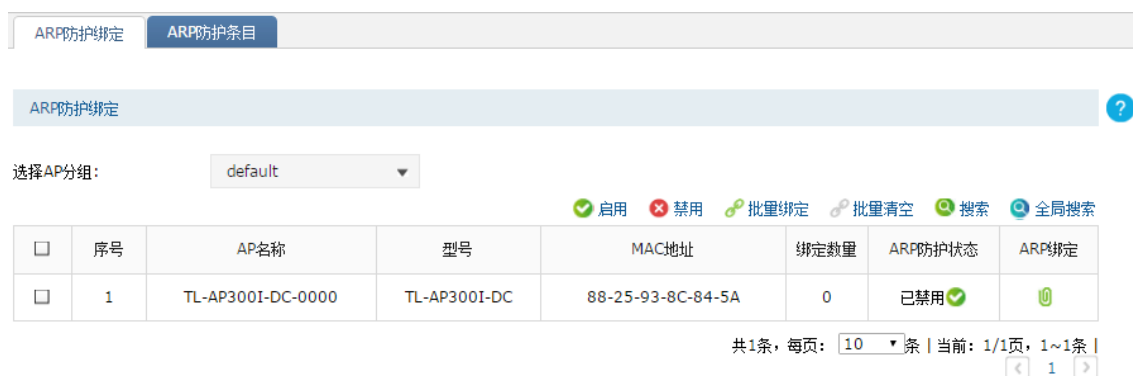 ARP防护绑定 ARP防护条目
ARP防护绑定 ?
选择AP分组: default
启用 禁用 批量绑定 批量清空 搜索 全局搜索
序号 AP名称 型号 MAC地址 绑定数量 ARP防护状态 ARP绑定
1 TL-AP300I-DC-0000 TL-AP300I-DC 88-25-93-8C-84-5A 0 已禁用
共1条，每页: 10 条 | 当前: 1/1页，1~1条 |
< 1 >